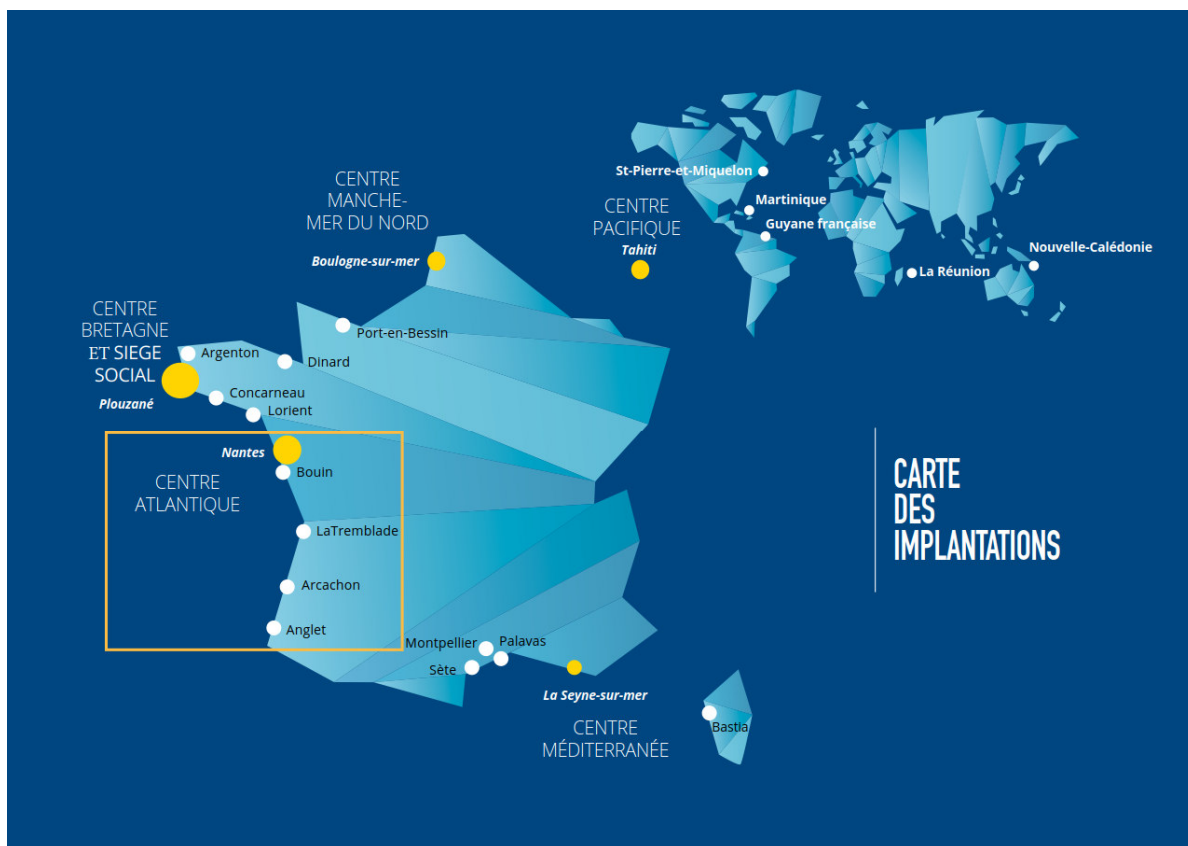 St-Pierre-et-Miquelon
Martinique
Guyane française
Nouvelle-Calédonie
La Réunion
CENTRE
PACIFIQUE
Tahiti
CENTRE
MANCHE-
MER DU NORD
Boulogne-sur-mer
Port-en-Bessin
CENTRE
BRETAGNE
ET SIEGE
SOCIAL
Plouzané
Argenton
Dinard
Concarneau
Lorient
Nantes
Bouin
CENTRE
ATLANTIQUE
LaTremblade
Arcachon
Anglet
Montpellier
Palavas
Sète
La Seyne-sur-mer
CENTRE
MÉDITERRANÉE
Bastia
CARTE
DES
IMPLANTATIONS